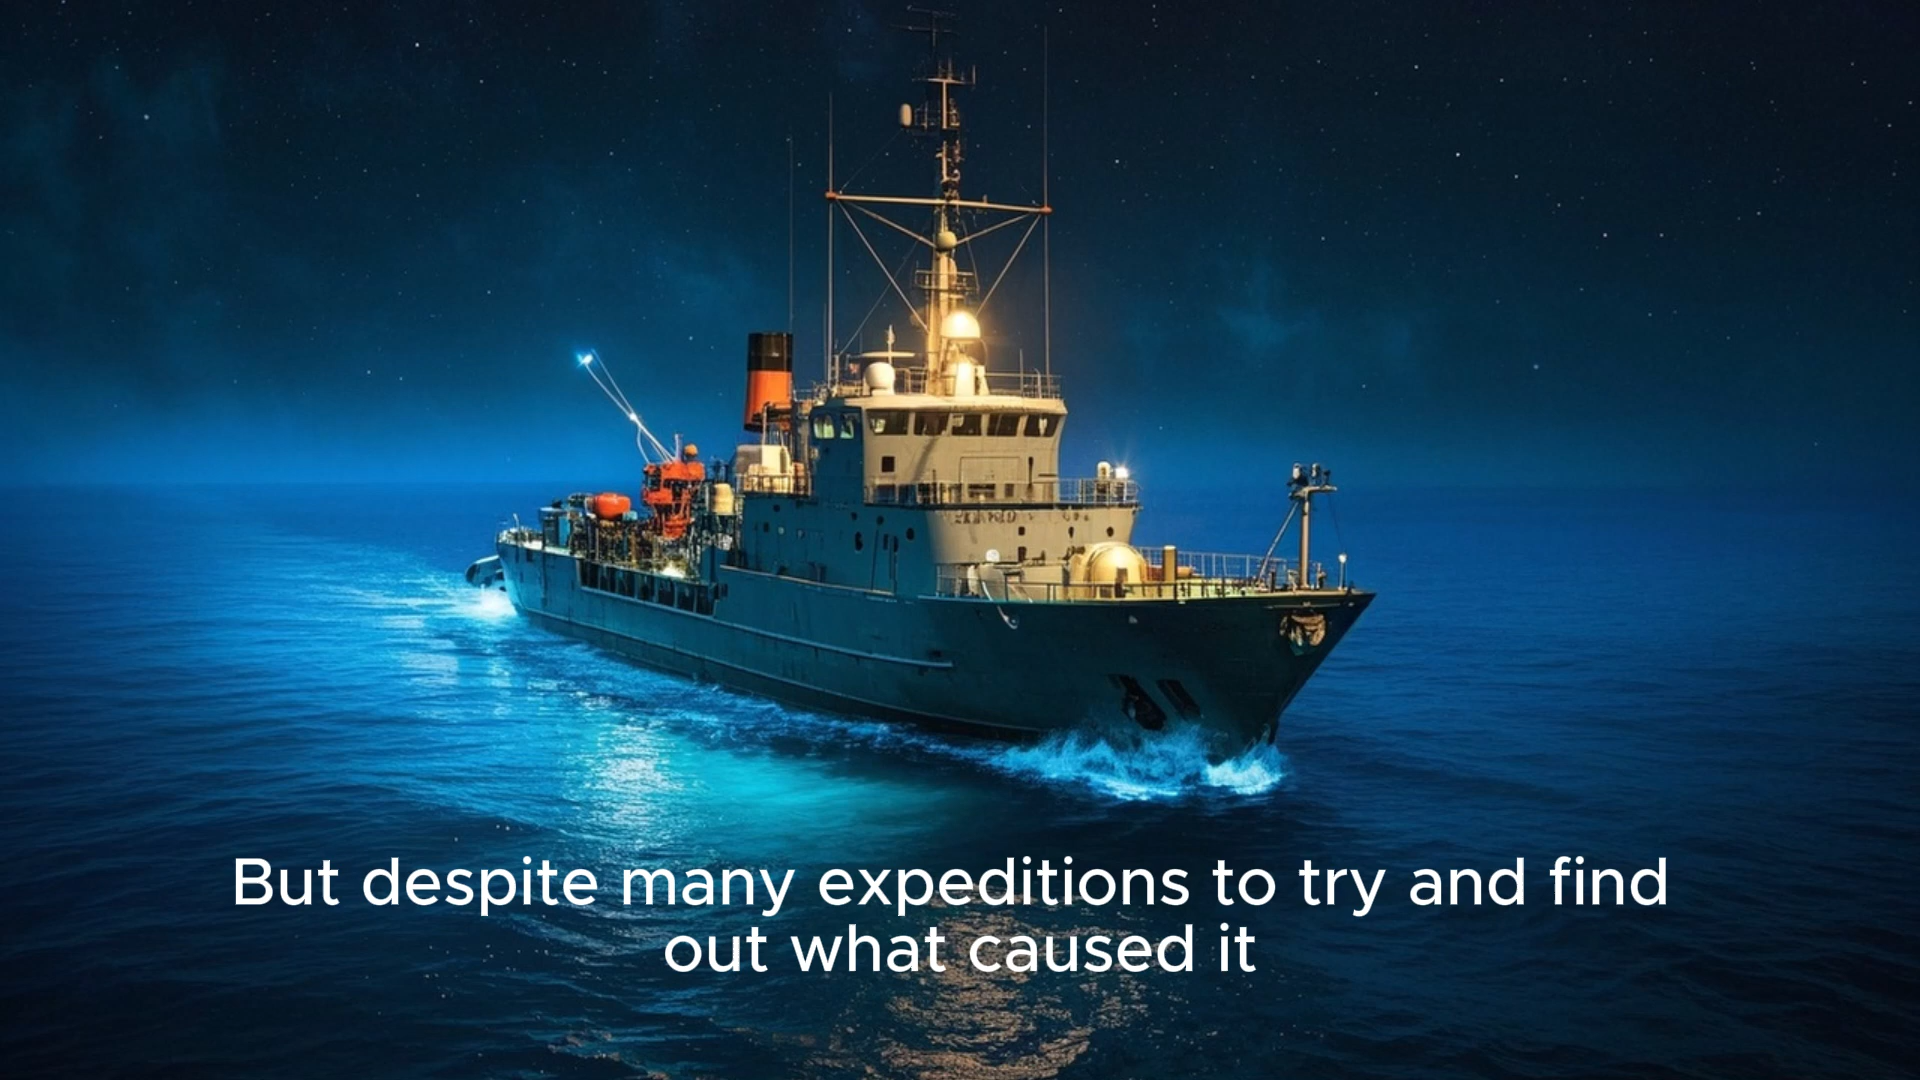 But despite many expeditions to try and find
out what caused it